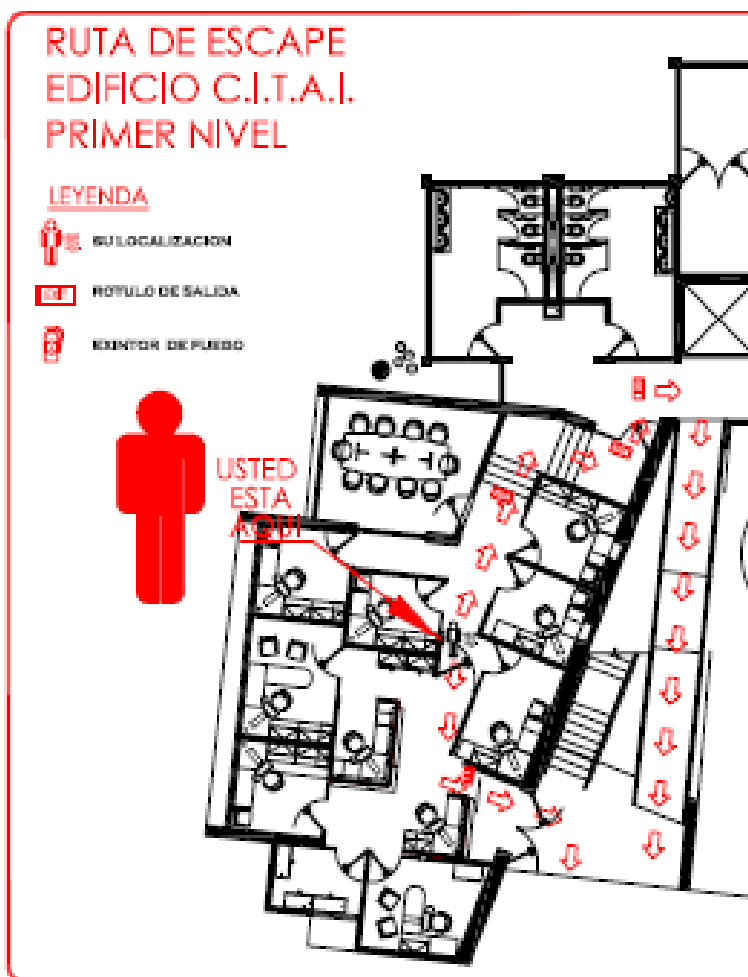 RUTA DE ESCAPE
EDIFICIO C.I.T.A.I.
PRIMER NIVEL
LEYENDA
SU LOCALIZACION
ROTULO DE SALIDA
EXINTOR DE FUEGO
USTED
ESTA
AQUI